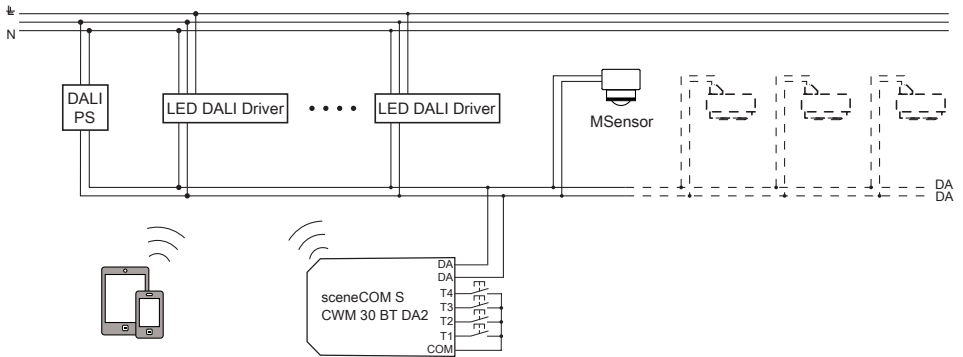 N
DALI
PS
LED DALI Driver
LED DALI Driver
MSensor
DA
DA
sceneCOM S
CWM 30 BT DA2
DA
DA
T4
T3
T2
T1
COM